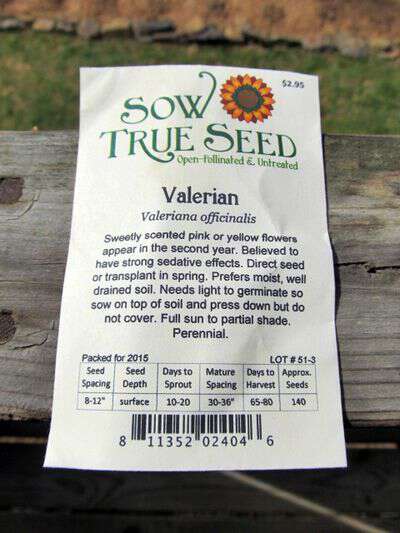 $2.95
SOW
TRUE SEED
Open-Pollinated & Untreated
Valerian
Valeriana officinalis
Sweetly scented pink or yellow flowers
appear in the second year. Believed to
have strong sedative effects. Direct seed
or transplant in spring. Prefers moist, well
drained soil. Needs light to germinate so
sow on top of soil and press down but do
not cover. Full sun to partial shade.
Perennial.
Packed for 2015 LOT # 51-3
Seed Spacing Seed Depth Days to Sprout Mature Spacing Days to Harvest Approx. Seeds
8-12" surface 10-20 30-36" 65-80 140
8 11352 02404 6